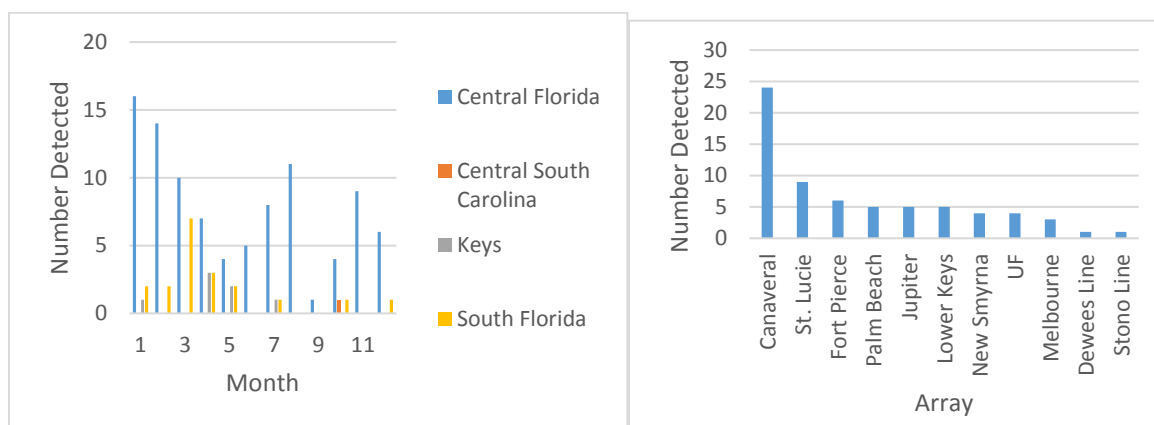 20
15
10
5
0
Number Detected
1 3 5 7 9 11
Month
Central Florida
Central South
Carolina
Keys
South Florida
30
25
20
15
10
5
0
Number Detected
Canaveral
St. Lucie
Fort Pierce
Palm Beach
Jupiter
Lower Keys
New Smyrna
UF
Melbourne
Dewees Line
Stono Line
Array